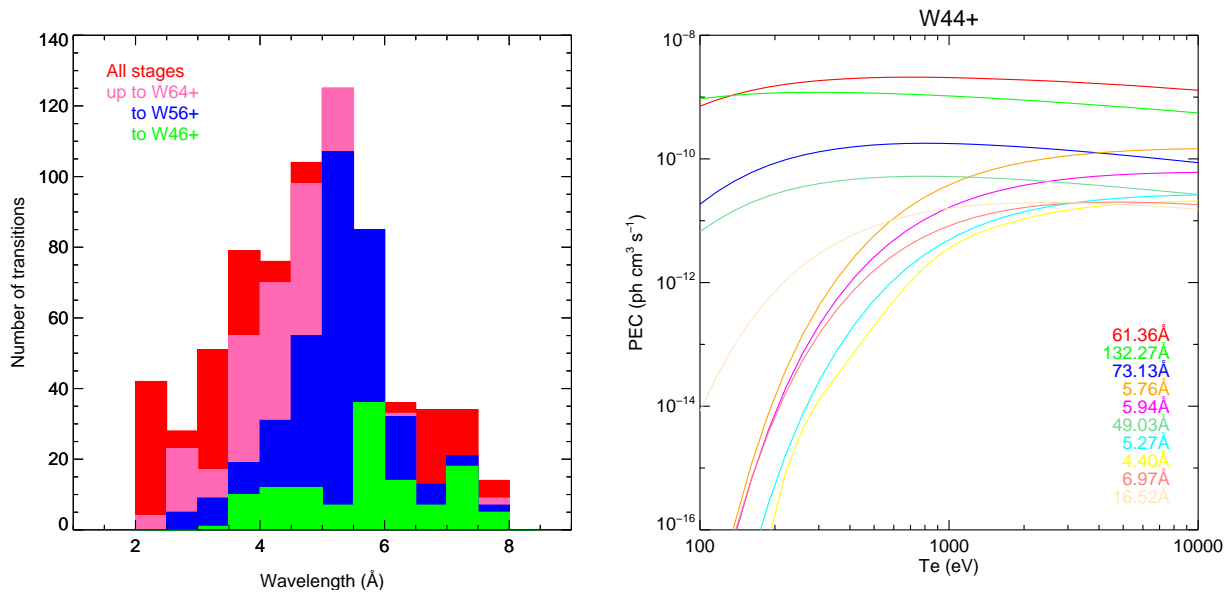 140
120
100
80
60
40
20
0
Number of transitions
All stages
up to W64+
to W56+
to W46+
2
4
6
8
Wavelength (Å)
W44+
10⁻⁸
10⁻¹⁰
10⁻¹²
10⁻¹⁴
10⁻¹⁶
PEC (ph cm³ s⁻¹)
61.36Å
132.27Å
73.13Å
5.76Å
5.94Å
49.03Å
5.27Å
4.40Å
6.97Å
16.52Å
100
1000
10000
Te (eV)